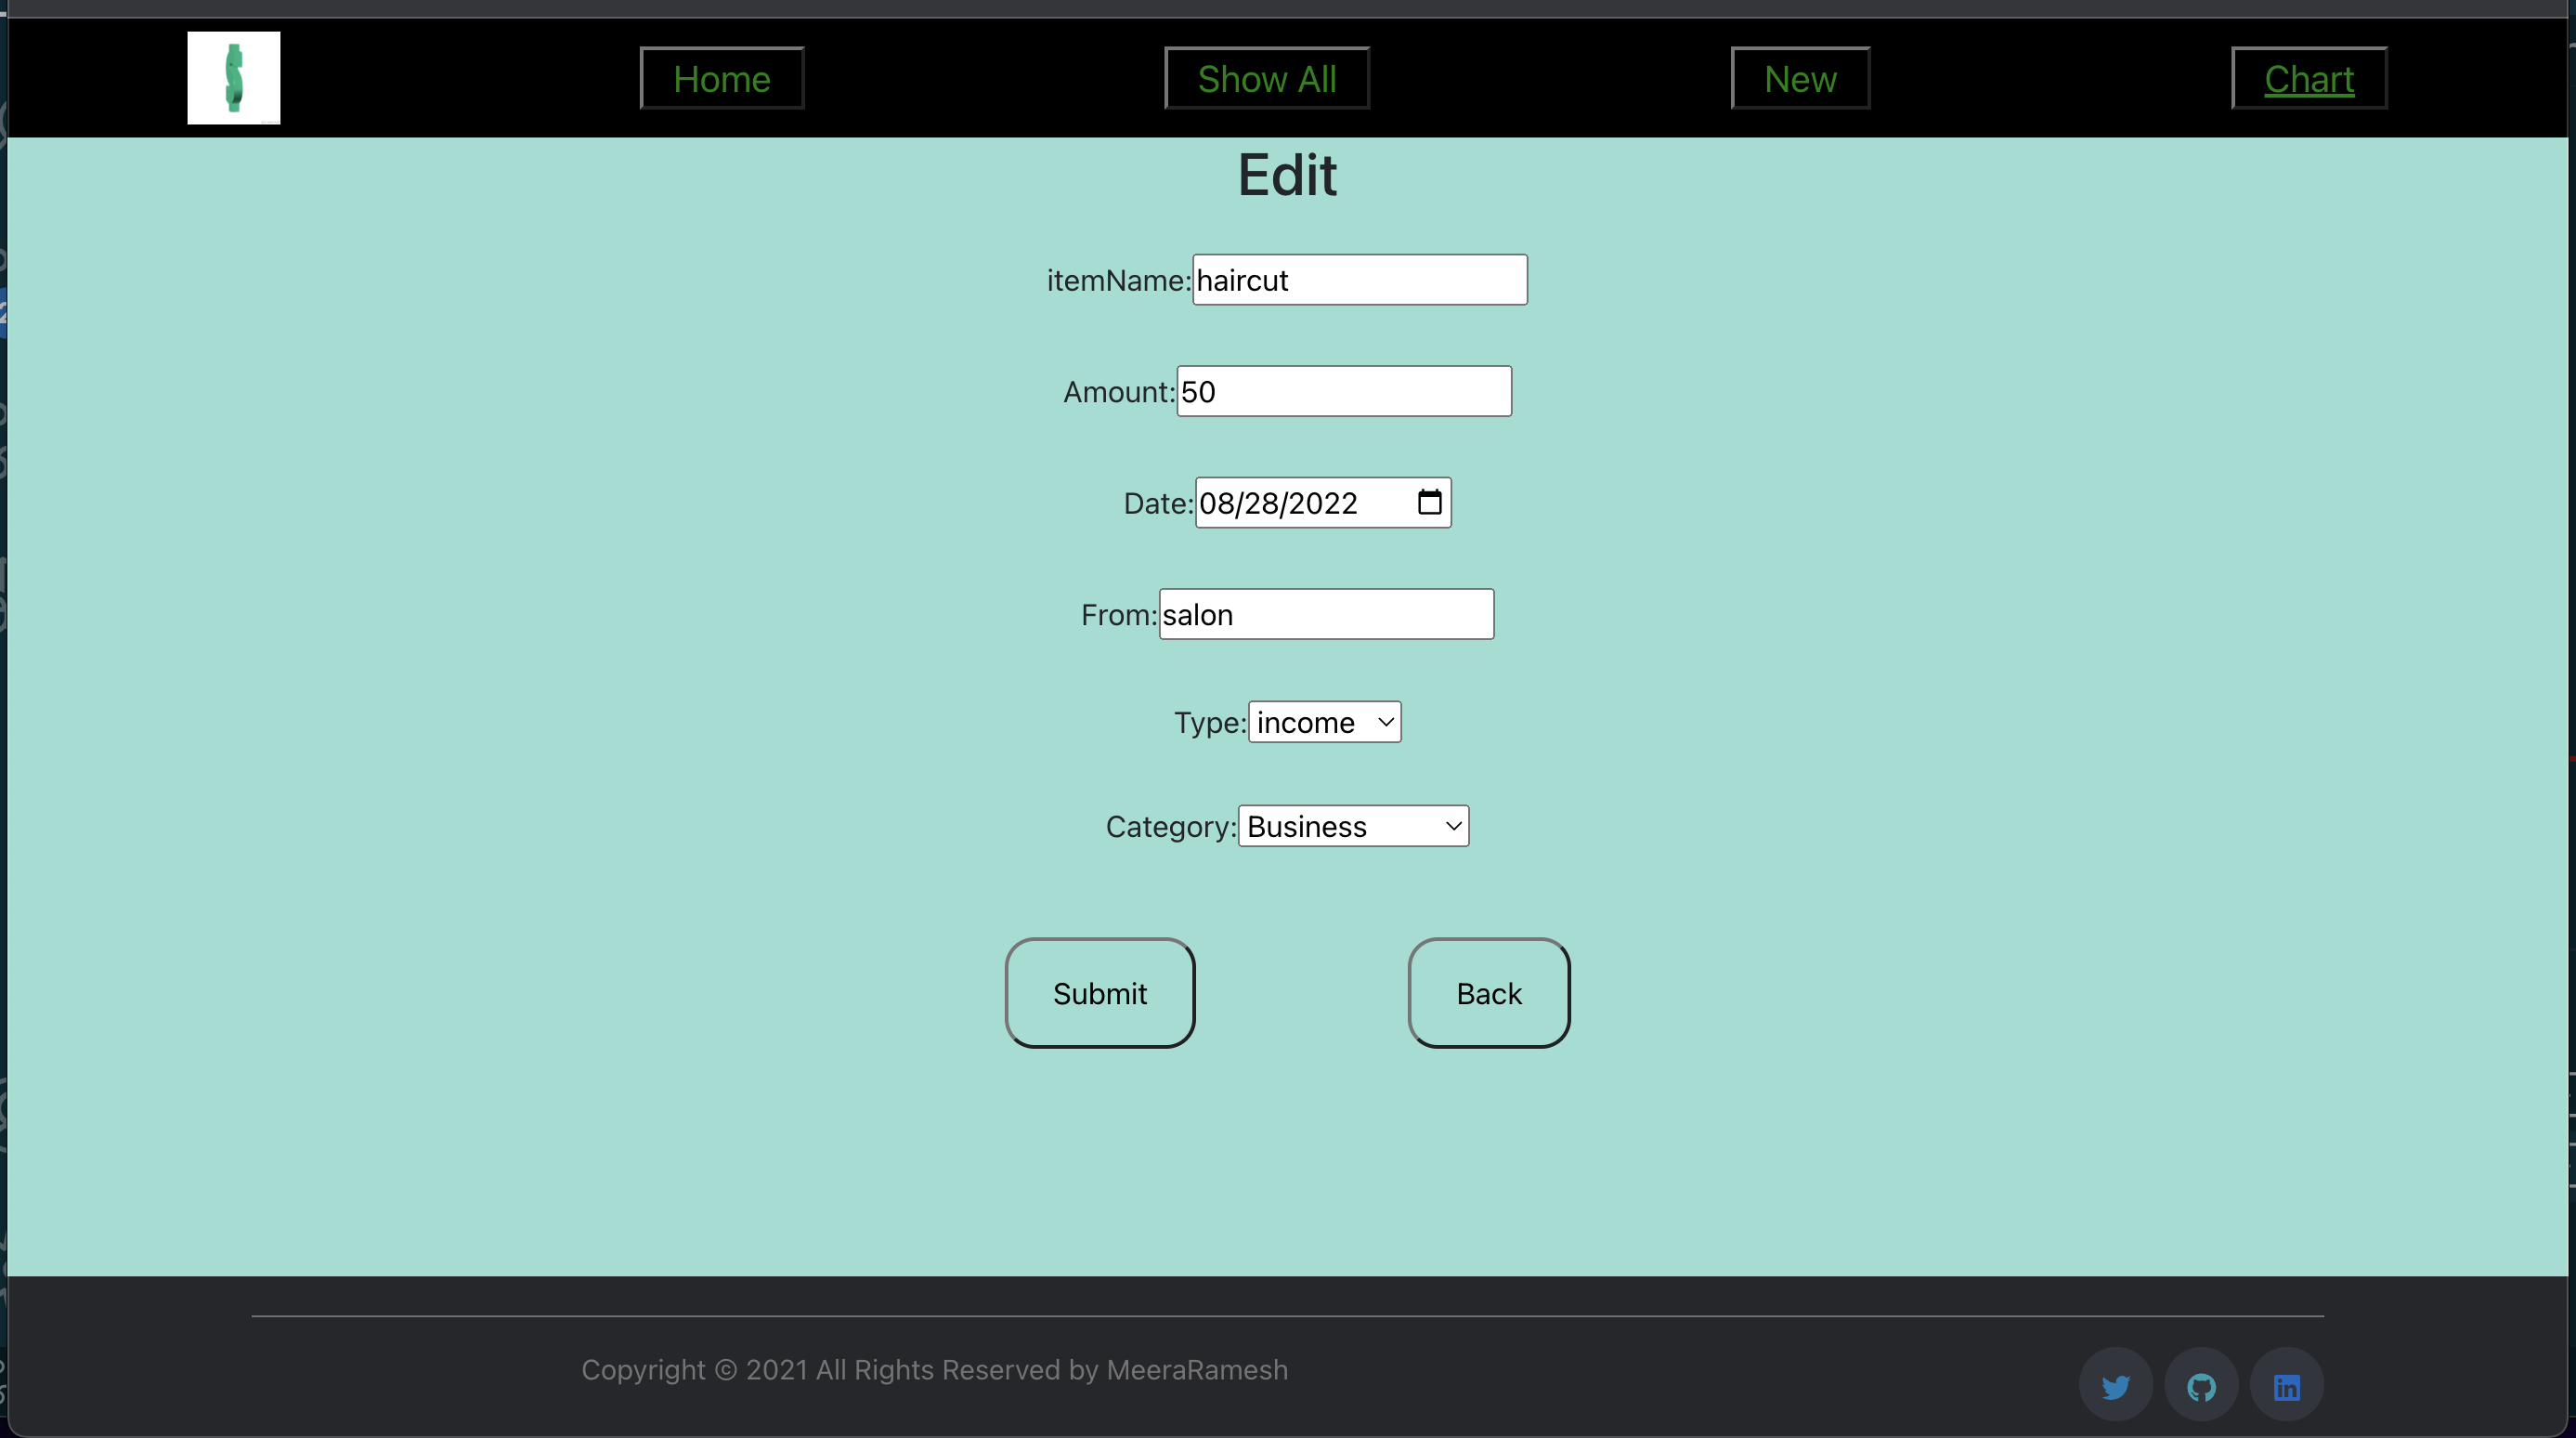 Home Show All New Chart
Edit
itemName:haircut
Amount:50
Date:08/28/2022
From:salon
Type:income
Category:Business
Submit Back
Copyright © 2021 All Rights Reserved by MeeraRamesh